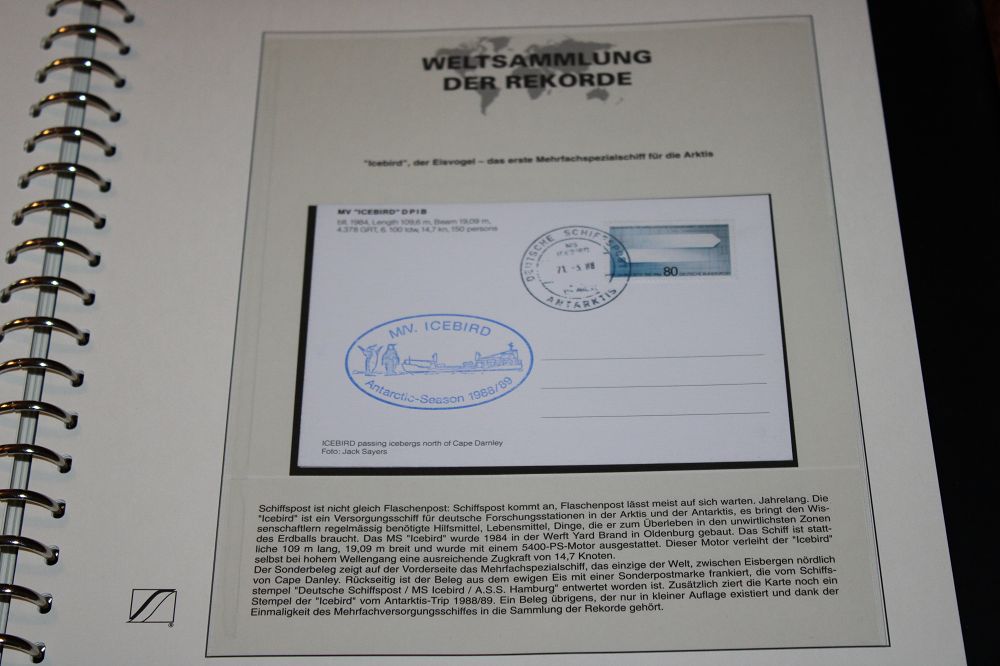 WELTSAMMLUNG
DER REKORDE
"Icebird", der Eisvogel – das erste Mehrfachspezialschiff für die Arktis
MV "ICEBIRD" D P I B
blt. 1984, Length 109,6 m, Beam 19,09 m,
4.378 GRT, 6. 100 tdw, 14,7 kn, 150 persons
DEUTSCHE SCHIFFSPOST
MS
ICEBIRD
ANTARKTIS
80
DEUTSCHE BUNDESPOST
M/V. ICEBIRD
Antarctic-Season 1988/89
ICEBIRD passing icebergs north of Cape Darnley
Foto: Jack Sayers
Schiffspost ist nicht gleich Flaschenpost: Schiffspost kommt an, Flaschenpost lässt meist auf sich warten. Jahrelang. Die
"Icebird" ist ein Versorgungsschiff für deutsche Forschungsstationen in der Arktis und der Antarktis, es bringt den Wis-
senschaftlern regelmässig benötigte Hilfsmittel, Lebensmittel, Dinge, die er zum Überleben in den unwirtlichsten Zonen
des Erdballs braucht. Das MS "Icebird" wurde 1984 in der Werft Yard Brand in Oldenburg gebaut. Das Schiff ist statt-
liche 109 m lang, 19,09 m breit und wurde mit einem 5400-PS-Motor ausgestattet. Dieser Motor verleiht der "Icebird"
selbst bei hohem Wellengang eine ausreichende Zugkraft von 14,7 Knoten.
Der Sonderbeleg zeigt auf der Vorderseite das Mehrfachspezialschiff, das einzige der Welt, zwischen Eisbergen nördlich
von Cape Danley. Rückseitig ist der Beleg aus dem ewigen Eis mit einer Sonderpostmarke frankiert, die vom Schiffs-
stempel "Deutsche Schiffspost / MS Icebird / A.S.S. Hamburg" entwertet worden ist. Zusätzlich ziert die Karte noch ein
Stempel der "Icebird" vom Antarktis-Trip 1988/89. Ein Beleg übrigens, der nur in kleiner Auflage existiert und dank der
Einmaligkeit des Mehrfachversorgungsschiffes in die Sammlung der Rekorde gehört.